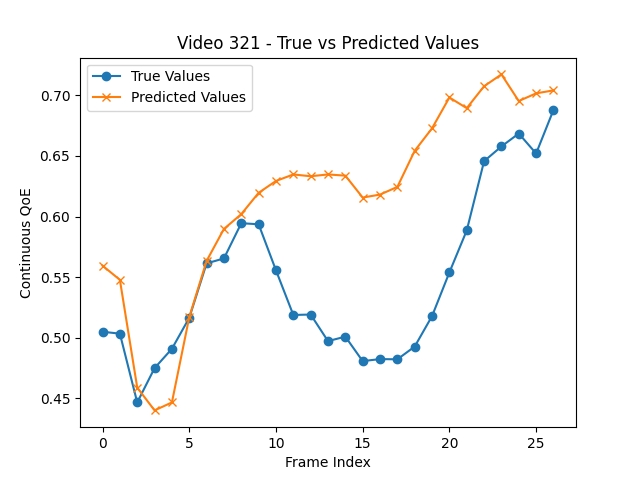 Video 321 - True vs Predicted Values
True Values
Predicted Values
Continuous QoE
0.70
0.65
0.60
0.55
0.50
0.45
0 5 10 15 20 25
Frame Index